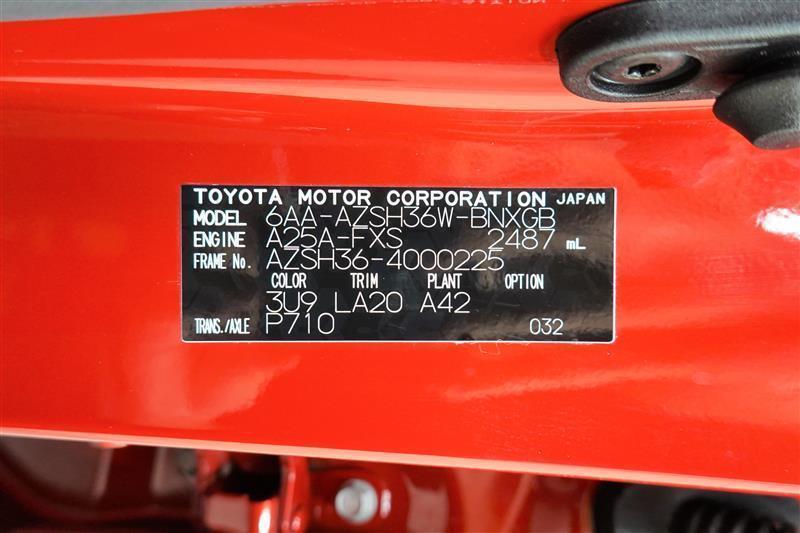 TOYOTA MOTOR CORPORATION JAPAN
MODEL 6AA-AZSH36W-BNXGB
ENGINE A25A-FXS 2487 mL
FRAME No. AZSH36-4000225
COLOR TRIM PLANT OPTION
3U9 LA20 A42
TRANS./AXLE P710 032